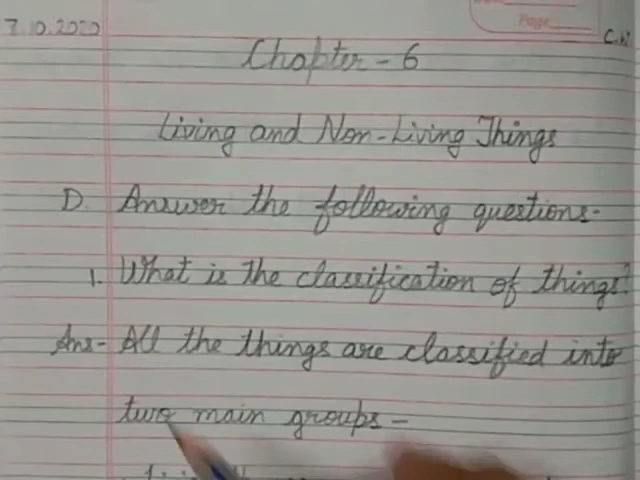 Page
7.10.2020
C.W
Chapter - 6
Living and Non-Living Things
D. Answer the following questions-
1. What is the classification of things?
Ans- All the things are classified into
two main groups-